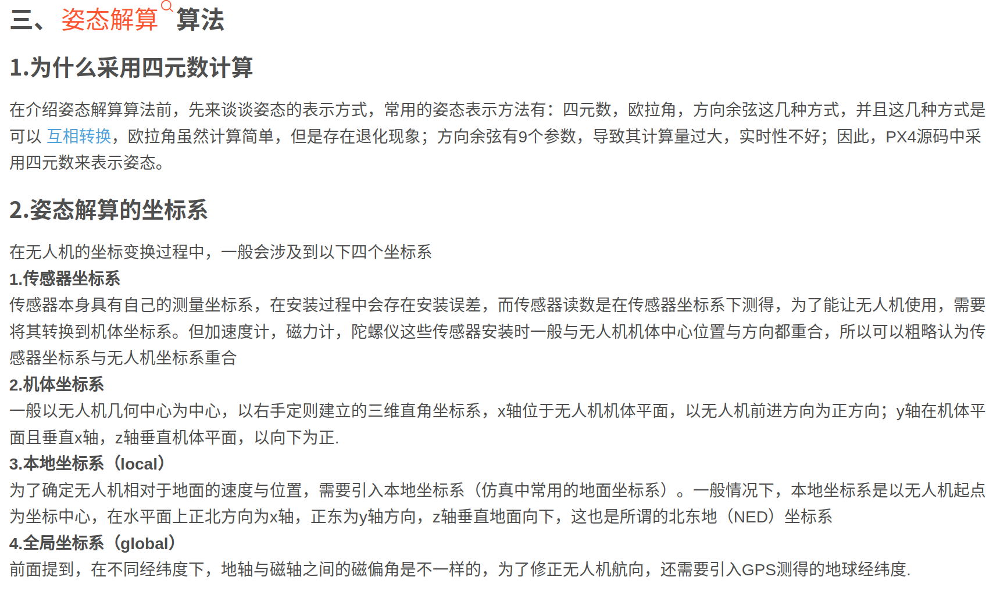 三、姿态解算 算法
1.为什么采用四元数计算
在介绍姿态解算算法前，先来谈谈姿态的表示方式，常用的姿态表示方法有：四元数，欧拉角，方向余弦这几种方式，并且这几种方式是
可以 互相转换，欧拉角虽然计算简单，但是存在退化现象；方向余弦有9个参数，导致其计算量过大，实时性不好；因此，PX4源码中采
用四元数来表示姿态。
2.姿态解算的坐标系
在无人机的坐标变换过程中，一般会涉及到以下四个坐标系
1.传感器坐标系
传感器本身具有自己的测量坐标系，在安装过程中会存在安装误差，而传感器读数是在传感器坐标系下测得，为了能让无人机使用，需要
将其转换到机体坐标系。但加速度计，磁力计，陀螺仪这些传感器安装时一般与无人机机体中心位置与方向都重合，所以可以粗略认为传
感器坐标系与无人机坐标系重合
2.机体坐标系
一般以无人机几何中心为中心，以右手定则建立的三维直角坐标系，x轴位于无人机机体平面，以无人机前进方向为正方向；y轴在机体平
面且垂直x轴，z轴垂直机体平面，以向下为正.
3.本地坐标系（local）
为了确定无人机相对于地面的速度与位置，需要引入本地坐标系（仿真中常用的地面坐标系）。一般情况下，本地坐标系是以无人机起点
为坐标中心，在水平面上正北方向为x轴，正东为y轴方向，z轴垂直地面向下，这也是所谓的北东地（NED）坐标系
4.全局坐标系（global）
前面提到，在不同经纬度下，地轴与磁轴之间的磁偏角是不一样的，为了修正无人机航向，还需要引入GPS测得的地球经纬度.